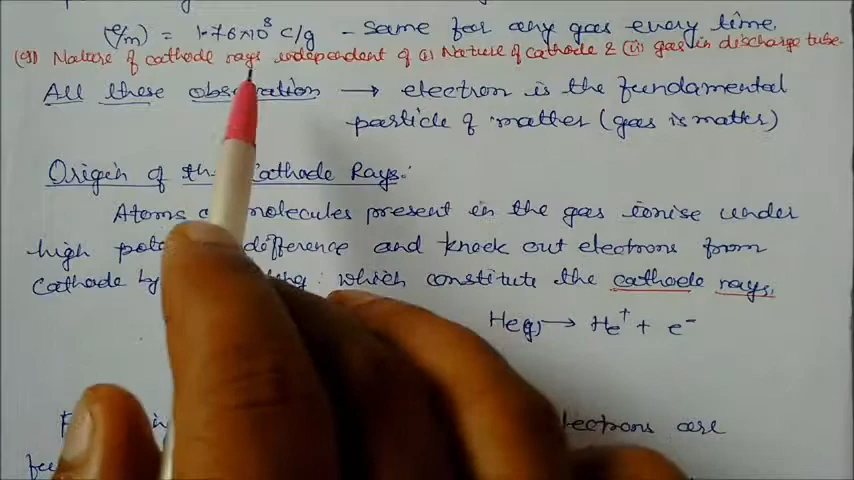 (e/m) = 1.76×10⁸ C/g - same for any gas every time.
(g) Nature of cathode rays independent of (i) Nature of cathode & (ii) gas in discharge tube.
All these observation → electron is the fundamental
particle of matter (gas is matter)
Origin of the Cathode Rays:
Atoms molecules present in the gas ionise under
high difference and knock out electrons from
Cathode by which constitute the cathode rays.
He(g) → He⁺ + e⁻
electrons are